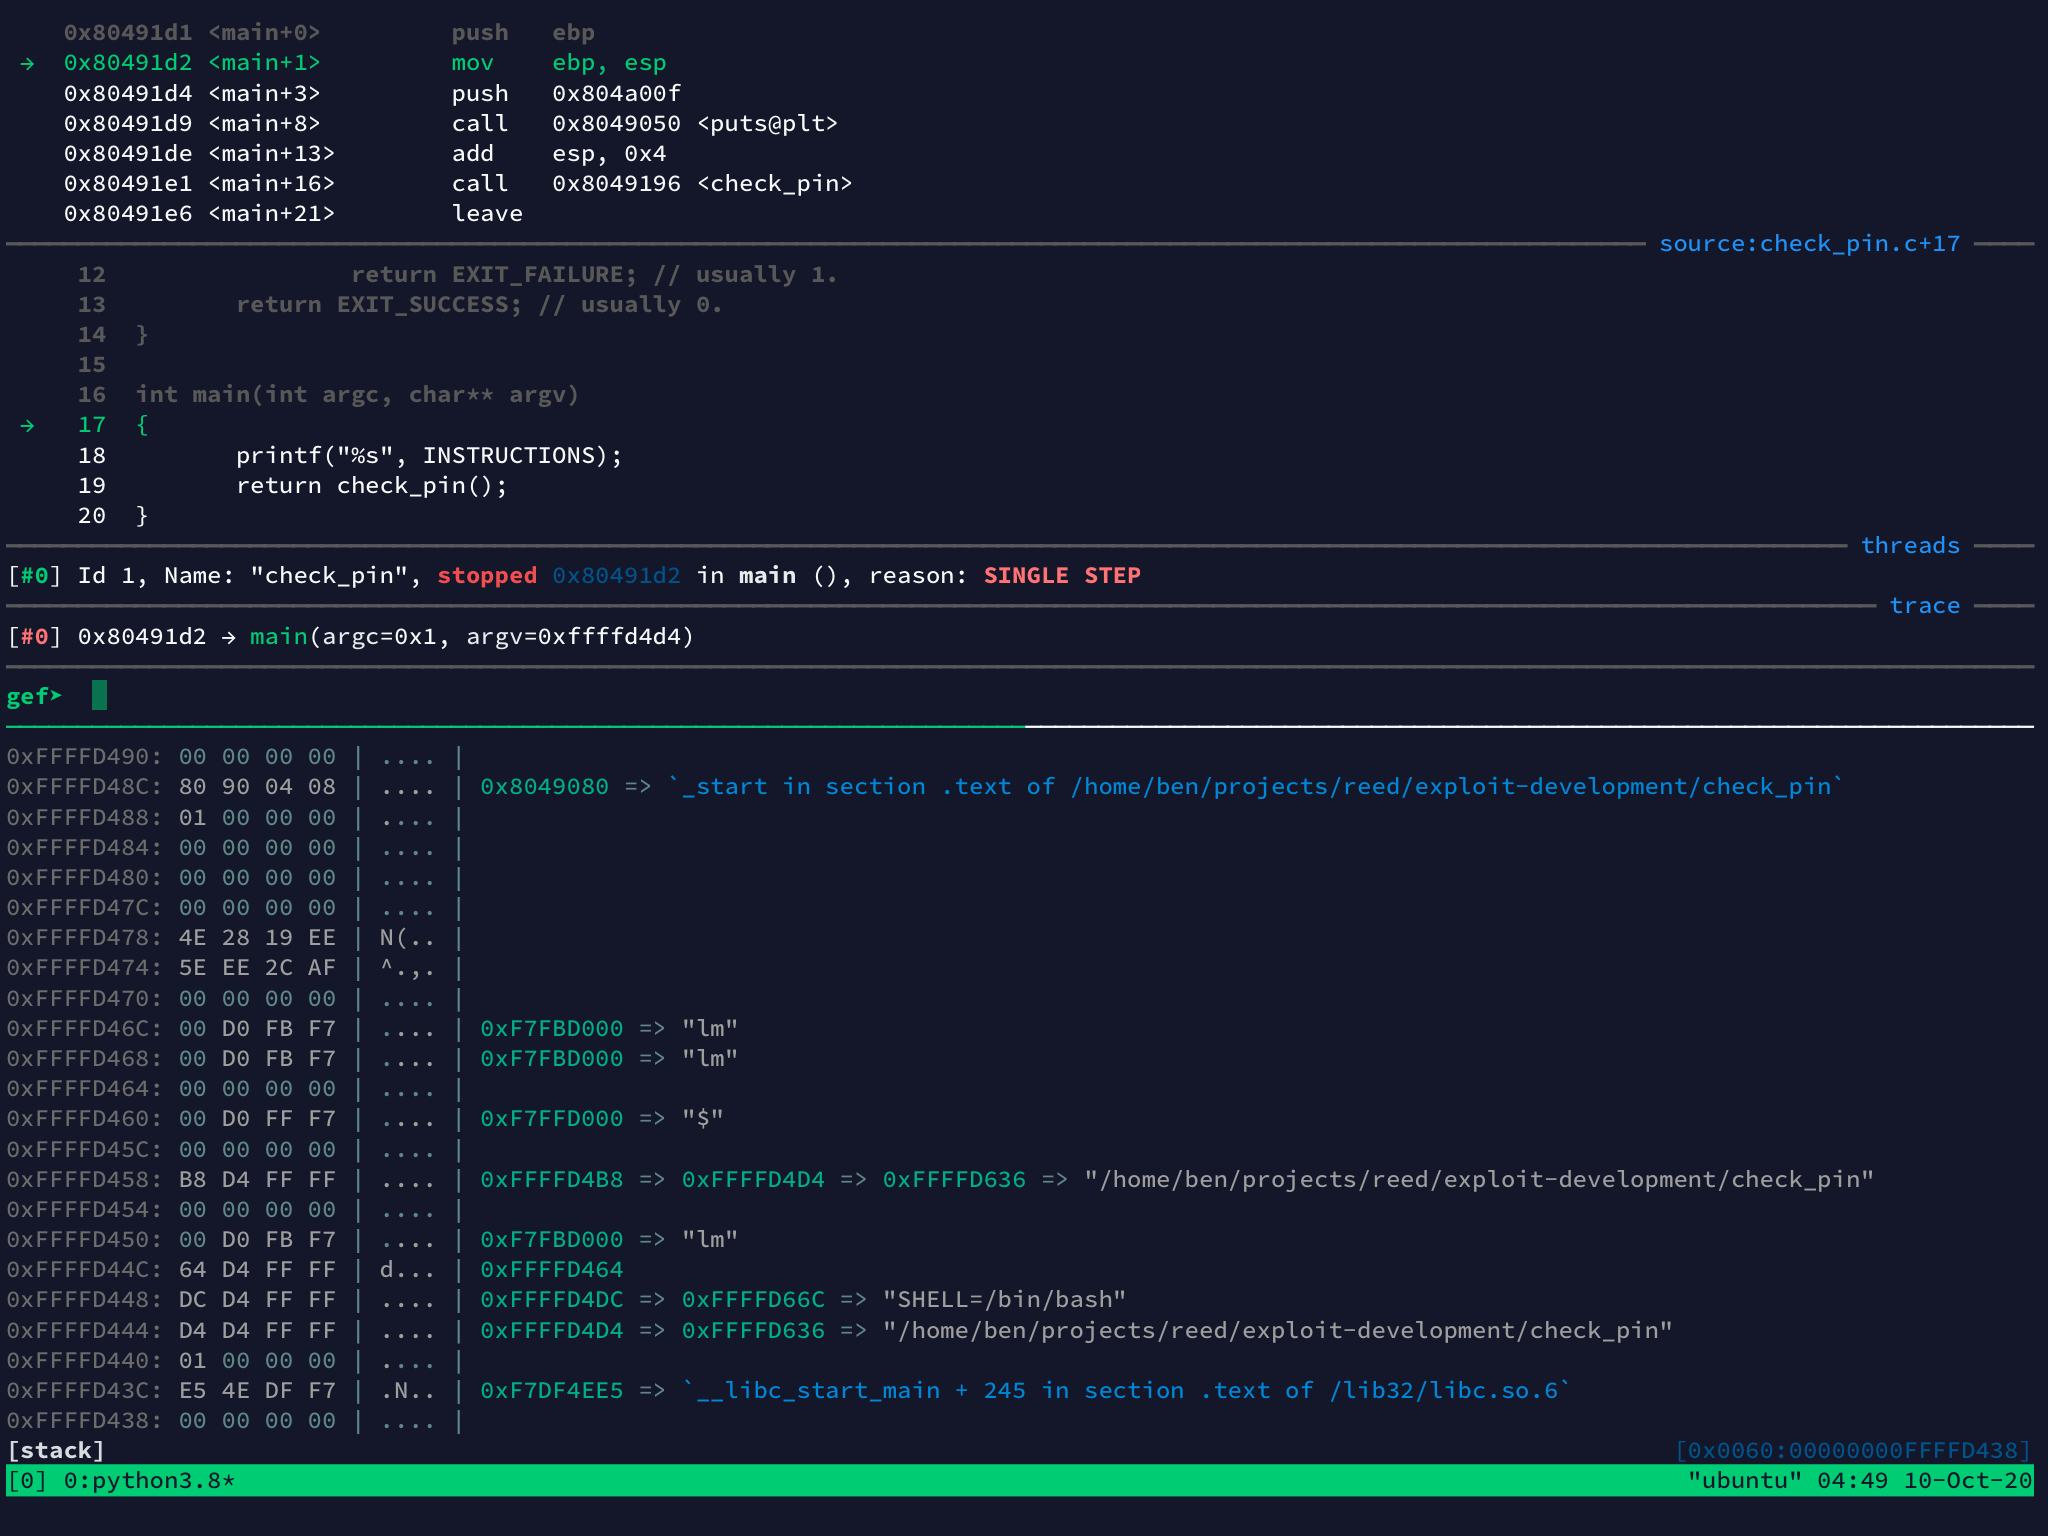 0x80491d1 <main+0> push ebp
→ 0x80491d2 <main+1> mov ebp, esp
0x80491d4 <main+3> push 0x804a00f
0x80491d9 <main+8> call 0x8049050 <puts@plt>
0x80491de <main+13> add esp, 0x4
0x80491e1 <main+16> call 0x8049196 <check_pin>
0x80491e6 <main+21> leave
source:check_pin.c+17
12 return EXIT_FAILURE; // usually 1.
13 return EXIT_SUCCESS; // usually 0.
14 }
15
16 int main(int argc, char** argv)
→ 17 {
18 printf("%s", INSTRUCTIONS);
19 return check_pin();
20 }
threads
[#0] Id 1, Name: "check_pin", stopped 0x80491d2 in main (), reason: SINGLE STEP
trace
[#0] 0x80491d2 → main(argc=0x1, argv=0xffffd4d4)
gef➤
0xFFFFD490: 00 00 00 00 | .... |
0xFFFFD48C: 80 90 04 08 | .... | 0x8049080 => `_start in section .text of /home/ben/projects/reed/exploit-development/check_pin`
0xFFFFD488: 01 00 00 00 | .... |
0xFFFFD484: 00 00 00 00 | .... |
0xFFFFD480: 00 00 00 00 | .... |
0xFFFFD47C: 00 00 00 00 | .... |
0xFFFFD478: 4E 28 19 EE | N(.. |
0xFFFFD474: 5E EE 2C AF | ^.,. |
0xFFFFD470: 00 00 00 00 | .... |
0xFFFFD46C: 00 D0 FB F7 | .... | 0xF7FBD000 => "lm"
0xFFFFD468: 00 D0 FB F7 | .... | 0xF7FBD000 => "lm"
0xFFFFD464: 00 00 00 00 | .... |
0xFFFFD460: 00 D0 FF F7 | .... | 0xF7FFD000 => "$"
0xFFFFD45C: 00 00 00 00 | .... |
0xFFFFD458: B8 D4 FF FF | .... | 0xFFFFD4B8 => 0xFFFFD4D4 => 0xFFFFD636 => "/home/ben/projects/reed/exploit-development/check_pin"
0xFFFFD454: 00 00 00 00 | .... |
0xFFFFD450: 00 D0 FB F7 | .... | 0xF7FBD000 => "lm"
0xFFFFD44C: 64 D4 FF FF | d... | 0xFFFFD464
0xFFFFD448: DC D4 FF FF | .... | 0xFFFFD4DC => 0xFFFFD66C => "SHELL=/bin/bash"
0xFFFFD444: D4 D4 FF FF | .... | 0xFFFFD4D4 => 0xFFFFD636 => "/home/ben/projects/reed/exploit-development/check_pin"
0xFFFFD440: 01 00 00 00 | .... |
0xFFFFD43C: E5 4E DF F7 | .N.. | 0xF7DF4EE5 => `__libc_start_main + 245 in section .text of /lib32/libc.so.6`
0xFFFFD438: 00 00 00 00 | .... |
[stack] [0x0060:00000000FFFFD438]
[0] 0:python3.8* "ubuntu" 04:49 10-Oct-20